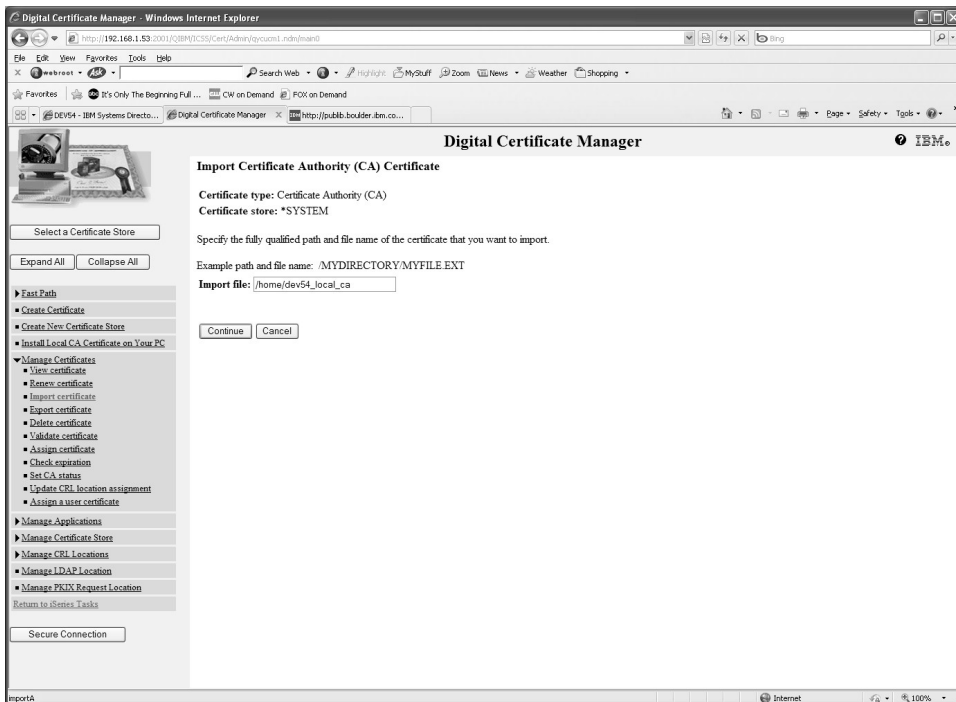 Digital Certificate Manager - Windows Internet Explorer
http://192.168.1.53:2001/QIBM/ICSS/Cert/Admin/qycucm1.ndm/main0
Bing
File Edit View Favorites Tools Help
webroot Ask Search Web Highlight MyStuff Zoom News Weather Shopping
Favorites It's Only The Beginning Full ... CW on Demand FOX on Demand
DEV54 - IBM Systems Directo... Digital Certificate Manager http://publib.boulder.ibm.co... Page Safety Tools
Digital Certificate Manager
IBM
Import Certificate Authority (CA) Certificate
Certificate type: Certificate Authority (CA)
Certificate store: *SYSTEM
Specify the fully qualified path and file name of the certificate that you want to import.
Example path and file name: /MYDIRECTORY/MYFILE.EXT
Import file: /home/dev54_local_ca
Continue Cancel
Select a Certificate Store
Expand All Collapse All
Fast Path
Create Certificate
Create New Certificate Store
Install Local CA Certificate on Your PC
Manage Certificates
View certificate
Renew certificate
Import certificate
Export certificate
Delete certificate
Validate certificate
Assign certificate
Check expiration
Set CA status
Update CRL location assignment
Assign a user certificate
Manage Applications
Manage Certificate Store
Manage CRL Locations
Manage LDAP Location
Manage PKIX Request Location
Return to iSeries Tasks
Secure Connection
importA
Internet
100%